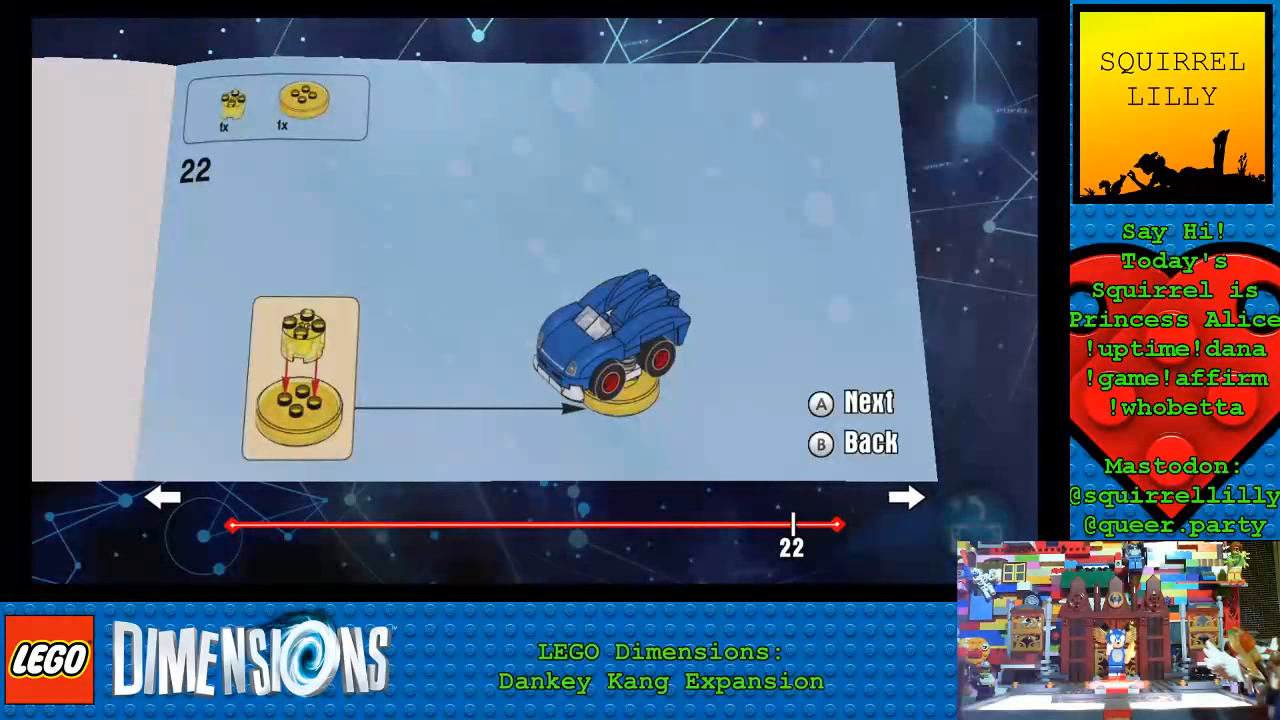 1x 1x
22
A Next
B Back
22
SQUIRREL
LILLY
Say Hi!
Today's
Squirrel is
Princess Alice
!uptime!dana
!game!affirm
!whobetta
Mastodon:
@squirrellilly
@queer.party
LEGO DIMENSIONS™
LEGO Dimensions:
Dankey Kang Expansion